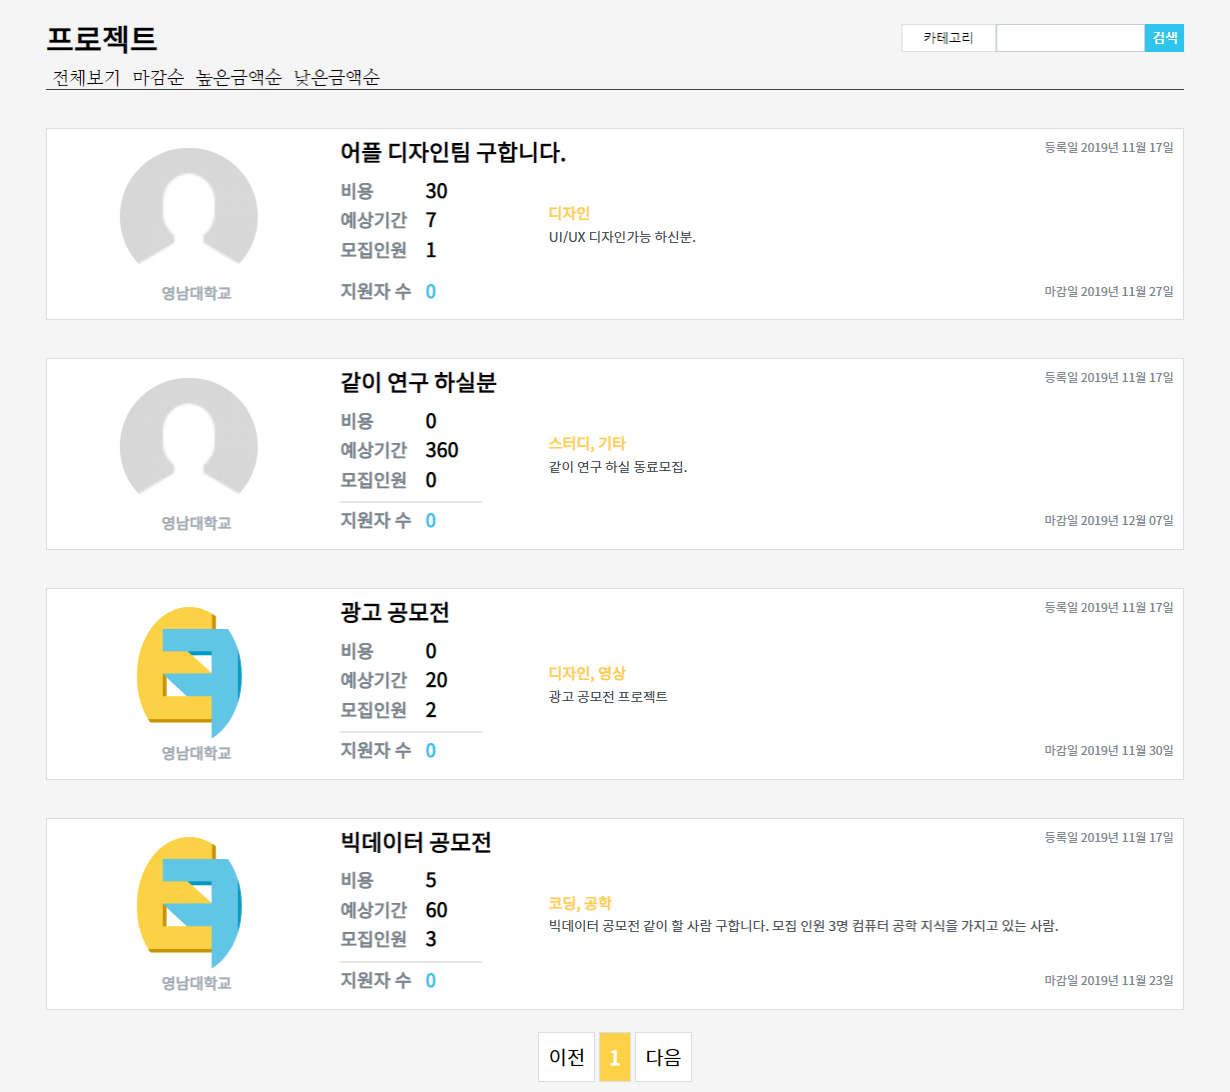 프로젝트
카테고리 검색
전체보기 마감순 높은금액순 낮은금액순
어플 디자인팀 구합니다.
등록일 2019년 11월 17일
비용 30
예상기간 7
모집인원 1
디자인
UI/UX 디자인가능 하신분.
영남대학교
지원자 수 0
마감일 2019년 11월 27일
같이 연구 하실분
등록일 2019년 11월 17일
비용 0
예상기간 360
모집인원 0
스터디, 기타
같이 연구 하실 동료모집.
영남대학교
지원자 수 0
마감일 2019년 12월 07일
광고 공모전
등록일 2019년 11월 17일
비용 0
예상기간 20
모집인원 2
디자인, 영상
광고 공모전 프로젝트
영남대학교
지원자 수 0
마감일 2019년 11월 30일
빅데이터 공모전
등록일 2019년 11월 17일
비용 5
예상기간 60
모집인원 3
코딩, 공학
빅데이터 공모전 같이 할 사람 구합니다. 모집 인원 3명 컴퓨터 공학 지식을 가지고 있는 사람.
영남대학교
지원자 수 0
마감일 2019년 11월 23일
이전 1 다음